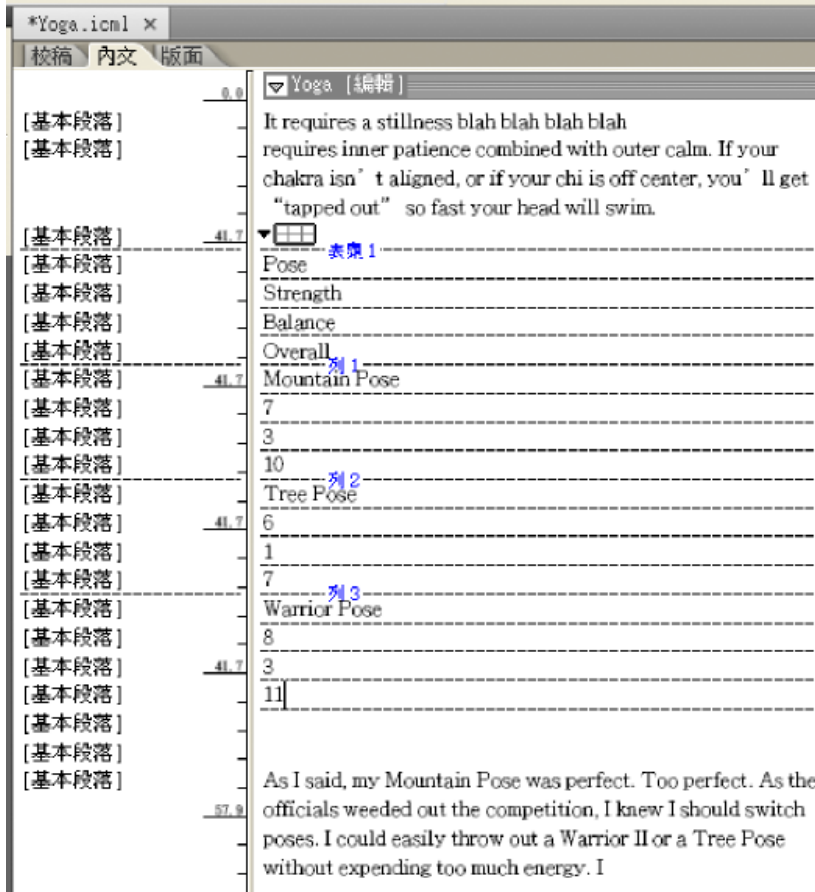 *Yoga.icml ×
校稿 內文 版面
▽ Yoga [編輯]
0.0
[基本段落] It requires a stillness blah blah blah blah
[基本段落] requires inner patience combined with outer calm. If your
chakra isn’t aligned, or if your chi is off center, you’ll get
“tapped out” so fast your head will swim.
[基本段落] 41.7
表頭 1
[基本段落] Pose
[基本段落] Strength
[基本段落] Balance
[基本段落] Overall
列 1
[基本段落] 41.7 Mountain Pose
[基本段落] 7
[基本段落] 3
[基本段落] 10
列 2
[基本段落] Tree Pose
[基本段落] 41.7 6
[基本段落] 1
[基本段落] 7
列 3
[基本段落] Warrior Pose
[基本段落] 8
[基本段落] 41.7 3
[基本段落] 11
[基本段落]
[基本段落]
[基本段落] As I said, my Mountain Pose was perfect. Too perfect. As the
57.9 officials weeded out the competition, I knew I should switch
poses. I could easily throw out a Warrior II or a Tree Pose
without expending too much energy. I